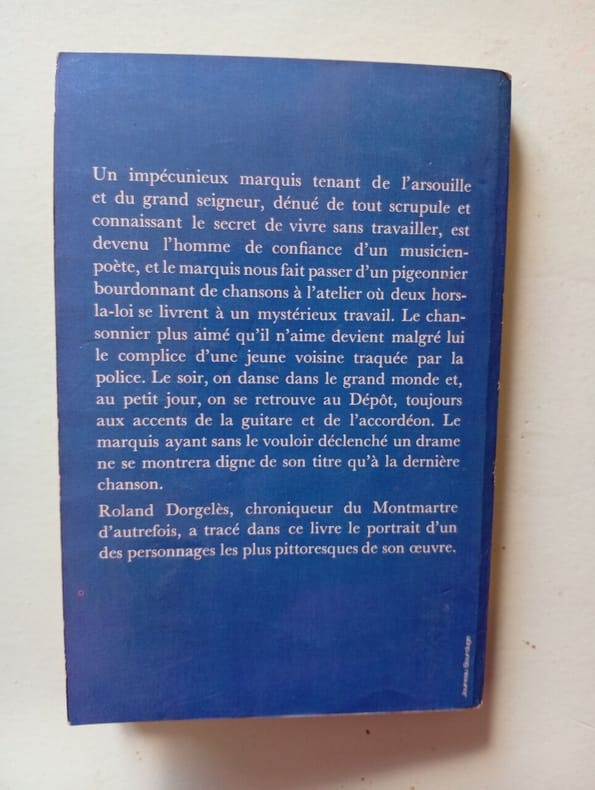 Un impécunieux marquis tenant de l'arsouille
et du grand seigneur, dénué de tout scrupule et
connaissant le secret de vivre sans travailler, est
devenu l'homme de confiance d'un musicien-
poète, et le marquis nous fait passer d'un pigeonnier
bourdonnant de chansons à l'atelier où deux hors-
la-loi se livrent à un mystérieux travail. Le chan-
sonnier plus aimé qu'il n'aime devient malgré lui
le complice d'une jeune voisine traquée par la
police. Le soir, on danse dans le grand monde et,
au petit jour, on se retrouve au Dépôt, toujours
aux accents de la guitare et de l'accordéon. Le
marquis ayant sans le vouloir déclenché un drame
ne se montrera digne de son titre qu'à la dernière
chanson.
Roland Dorgelès, chroniqueur du Montmartre
d'autrefois, a tracé dans ce livre le portrait d'un
des personnages les plus pittoresques de son œuvre.